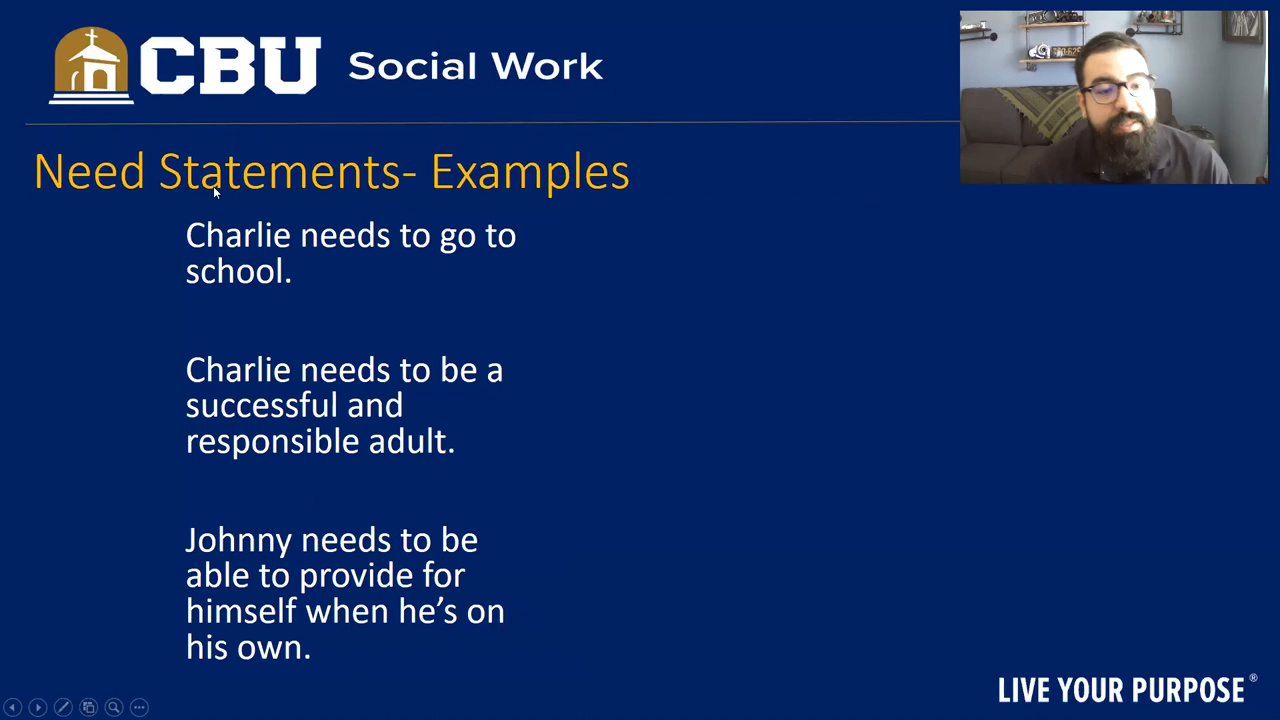 CBU Social Work
Need Statements- Examples
Charlie needs to go to
school.
Charlie needs to be a
successful and
responsible adult.
Johnny needs to be
able to provide for
himself when he’s on
his own.
LIVE YOUR PURPOSE®